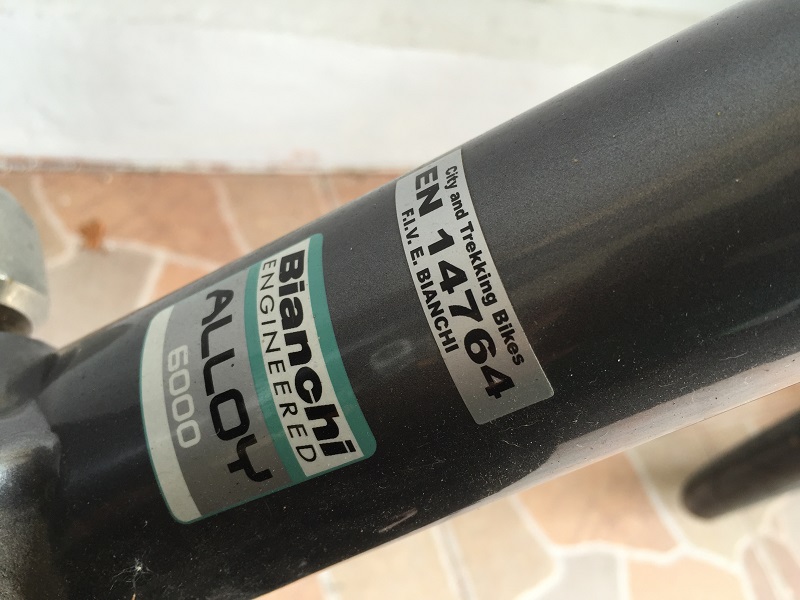 Bianchi
ENGINEERED
ALLOY
6000
City and Trekking Bikes
EN 14764
F.I.V. E. BIANCHI